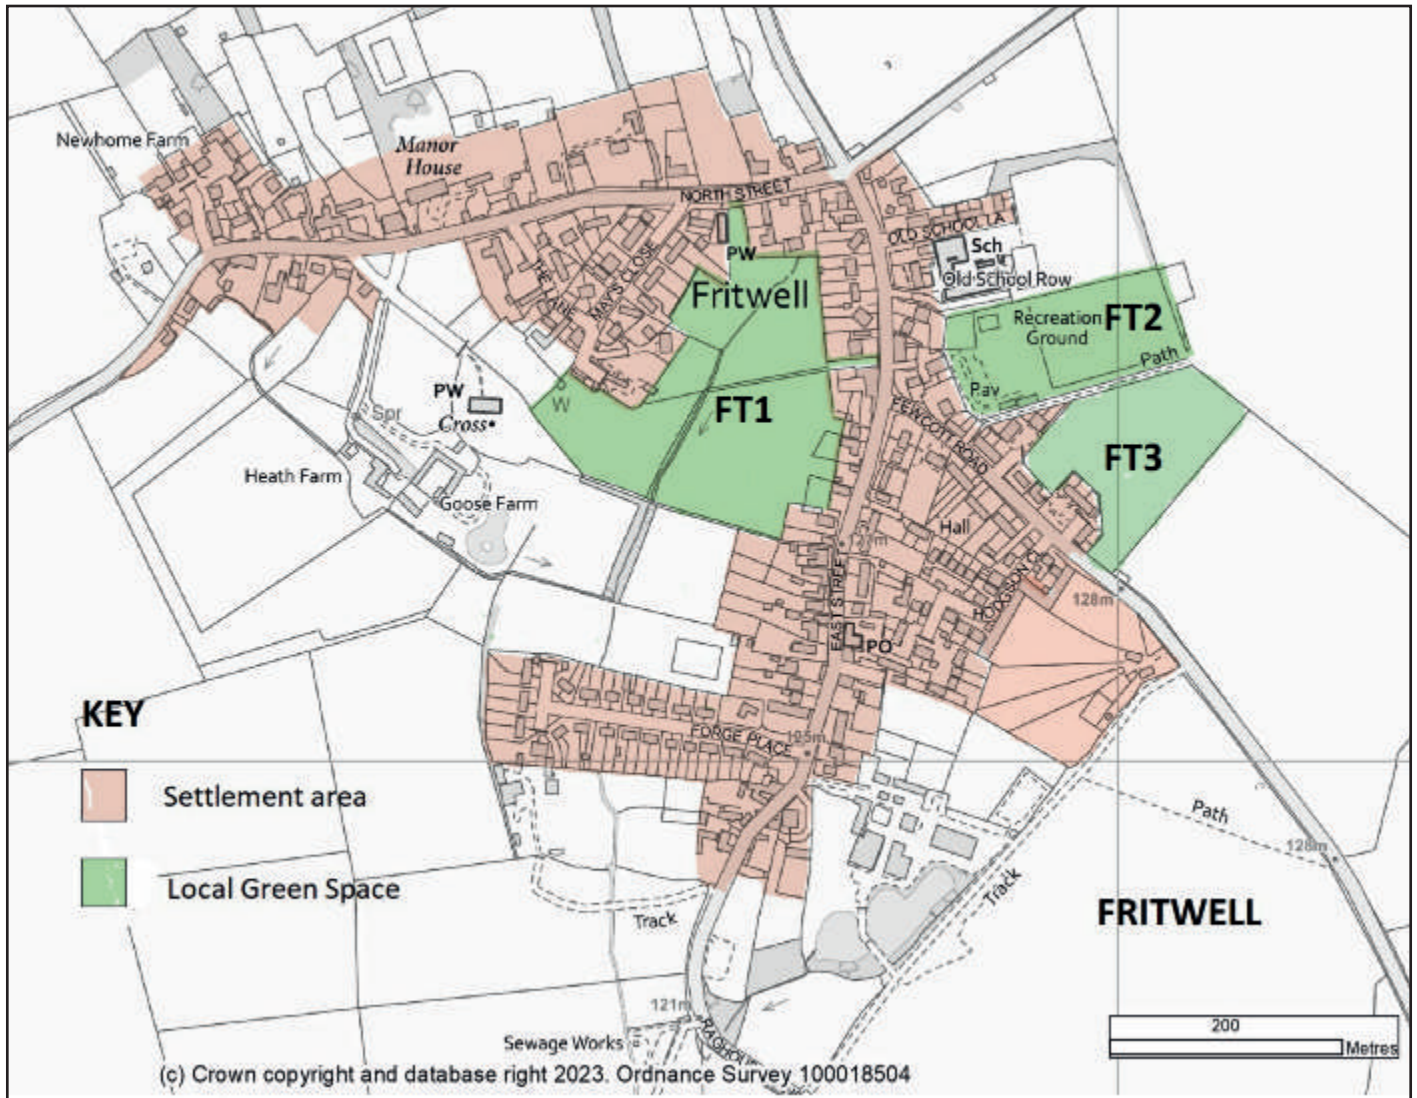 Newhome Farm
Manor
House
NORTH STREET
OLD SCHOOL LA
Sch
Old School Row
PW
THE LANE
MAY'S CLOSE
Fritwell
Recreation
Ground
FT2
Path
Pav
PW
Cross
Spr
W
FT1
FEWCOTT ROAD
FT3
Heath Farm
Goose Farm
Hall
127m
EAST STREET
HODGSON CL
128m
PO
KEY
FORGE PLACE
125m
Settlement area
Path
128m
Local Green Space
Track
Track
FRITWELL
121m
Sewage Works
200
Metres
(c) Crown copyright and database right 2023. Ordnance Survey 100018504